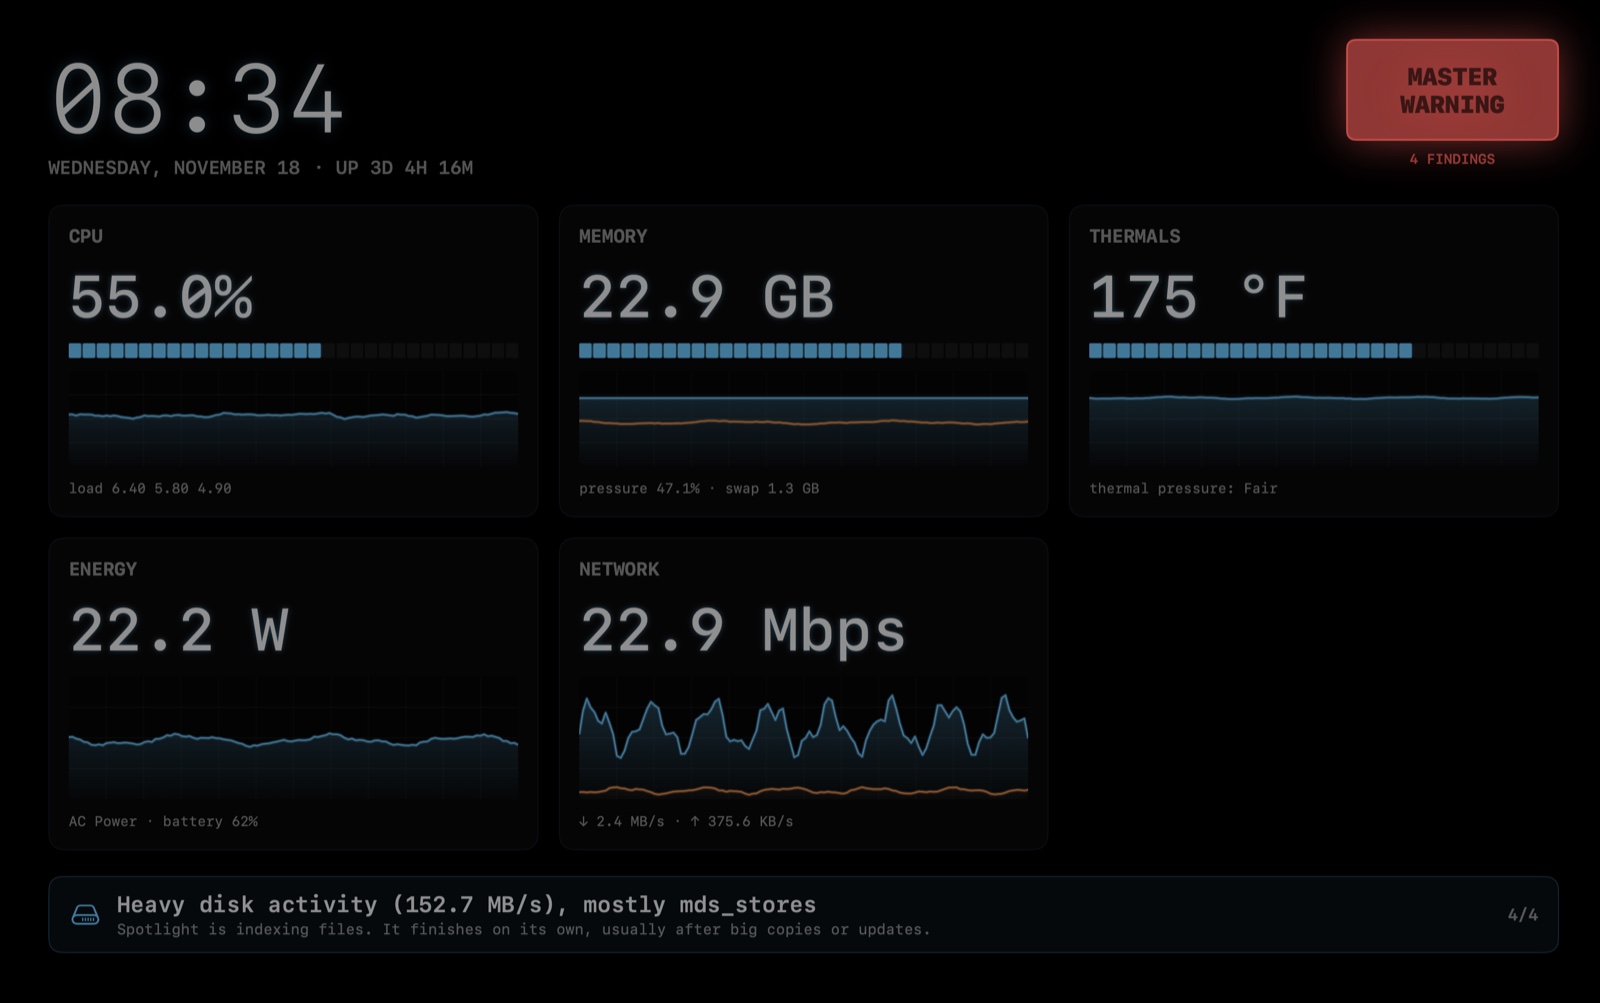 08:34
WEDNESDAY, NOVEMBER 18 · UP 3D 4H 16M
MASTER
WARNING
4 FINDINGS
CPU
55.0%
load 6.40 5.80 4.90
MEMORY
22.9 GB
pressure 47.1% · swap 1.3 GB
THERMALS
175 °F
thermal pressure: Fair
ENERGY
22.2 W
AC Power · battery 62%
NETWORK
22.9 Mbps
↓ 2.4 MB/s · ↑ 375.6 KB/s
Heavy disk activity (152.7 MB/s), mostly mds_stores
Spotlight is indexing files. It finishes on its own, usually after big copies or updates.
4/4